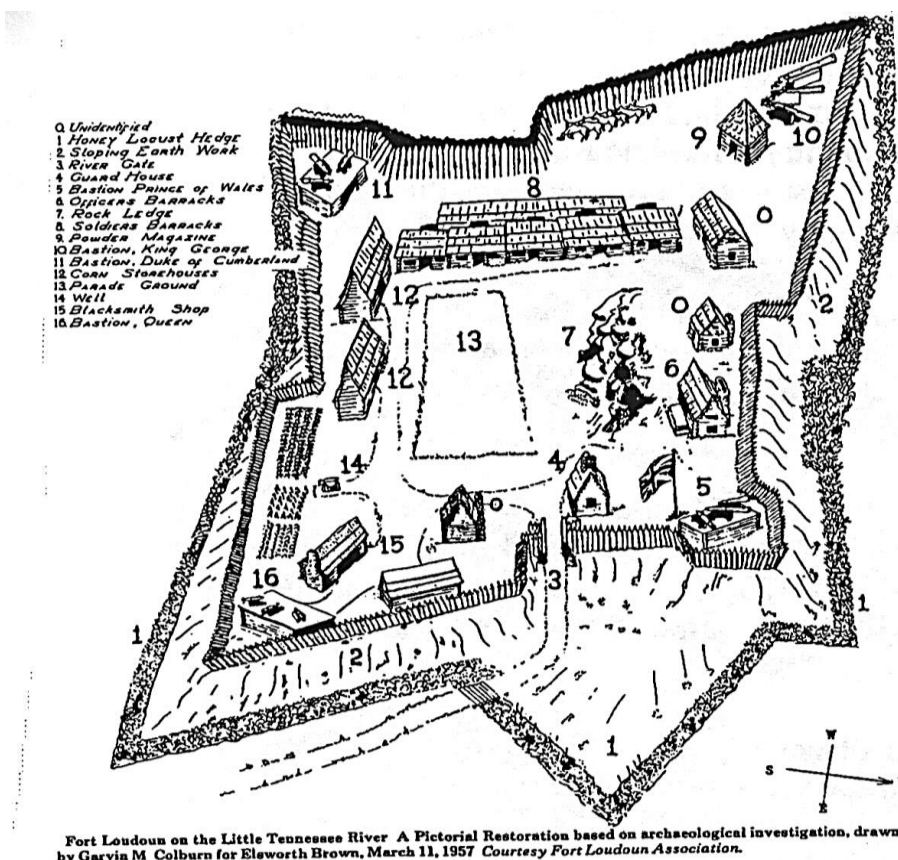 0 Unidentified
1 Honey Locust Hedge
2 Sloping Earth Work
3 River Gate
4 Guard House
5 Bastion Prince of Wales
6 Officers Barracks
7. Rock Ledge
8. Soldiers Barracks
9. Powder Magazine
10 Bastion, King George
11 Bastion, Duke of Cumberland
12 Corn Storehouses
13 Parade Ground
14 Well
15 Blacksmith Shop
16 Bastion, Queen
9
10
11
8
0
12
13
7
0
2
12
6
14
4
5
0
15
16
3
1
2
1
1
W
S
E
Fort Loudoun on the Little Tennessee River A Pictorial Restoration based on archaeological investigation, drawn
by Garvin M Colburn for Elsworth Brown, March 11, 1957 Courtesy Fort Loudoun Association.